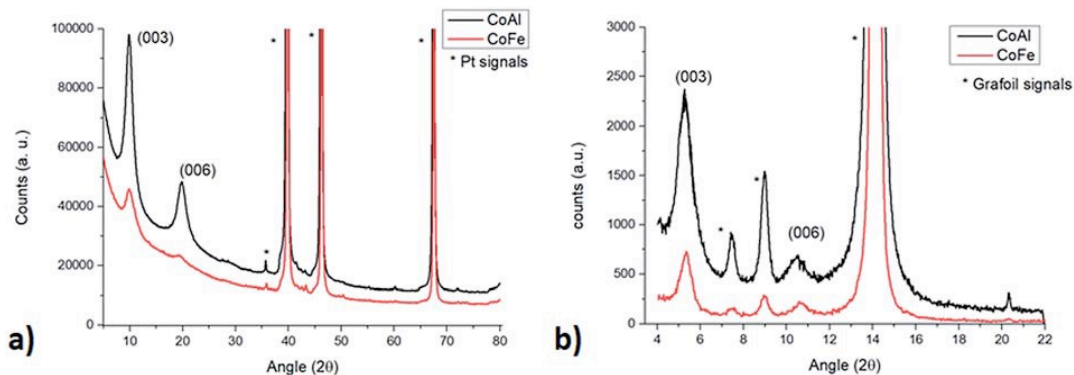 100000
80000
60000
40000
20000
0
Counts (a. u.)
(003)
(006)
*
*
*
*
CoAl
CoFe
* Pt signals
10 20 30 40 50 60 70 80
Angle (2θ)
a)
3000
2500
2000
1500
1000
500
0
counts (a.u.)
(003)
*
*
(006)
*
CoAl
CoFe
* Grafoil signals
4 6 8 10 12 14 16 18 20 22
Angle (2θ)
b)